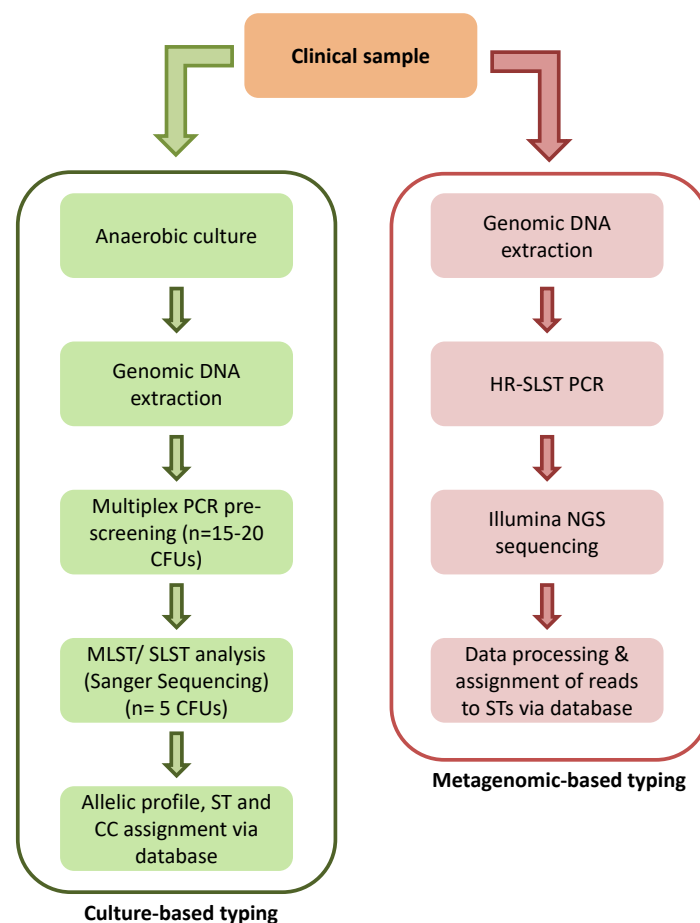 Clinical sample
Anaerobic culture
Genomic DNA
extraction
Multiplex PCR pre-
screening (n=15-20
CFUs)
MLST/ SLST analysis
(Sanger Sequencing)
(n= 5 CFUs)
Allelic profile, ST and
CC assignment via
database
Culture-based typing
Genomic DNA
extraction
HR-SLST PCR
Illumina NGS
sequencing
Data processing &
assignment of reads
to STs via database
Metagenomic-based typing